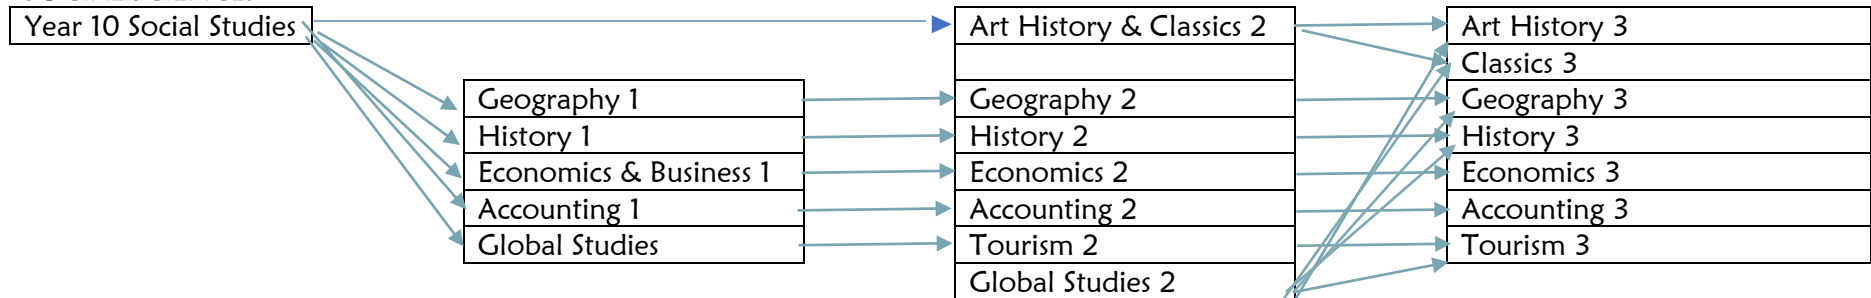 Year 10 Social Studies
Art History & Classics 2
Art History 3
Classics 3
Geography 1
Geography 2
Geography 3
History 1
History 2
History 3
Economics & Business 1
Economics 2
Economics 3
Accounting 1
Accounting 2
Accounting 3
Global Studies
Tourism 2
Tourism 3
Global Studies 2